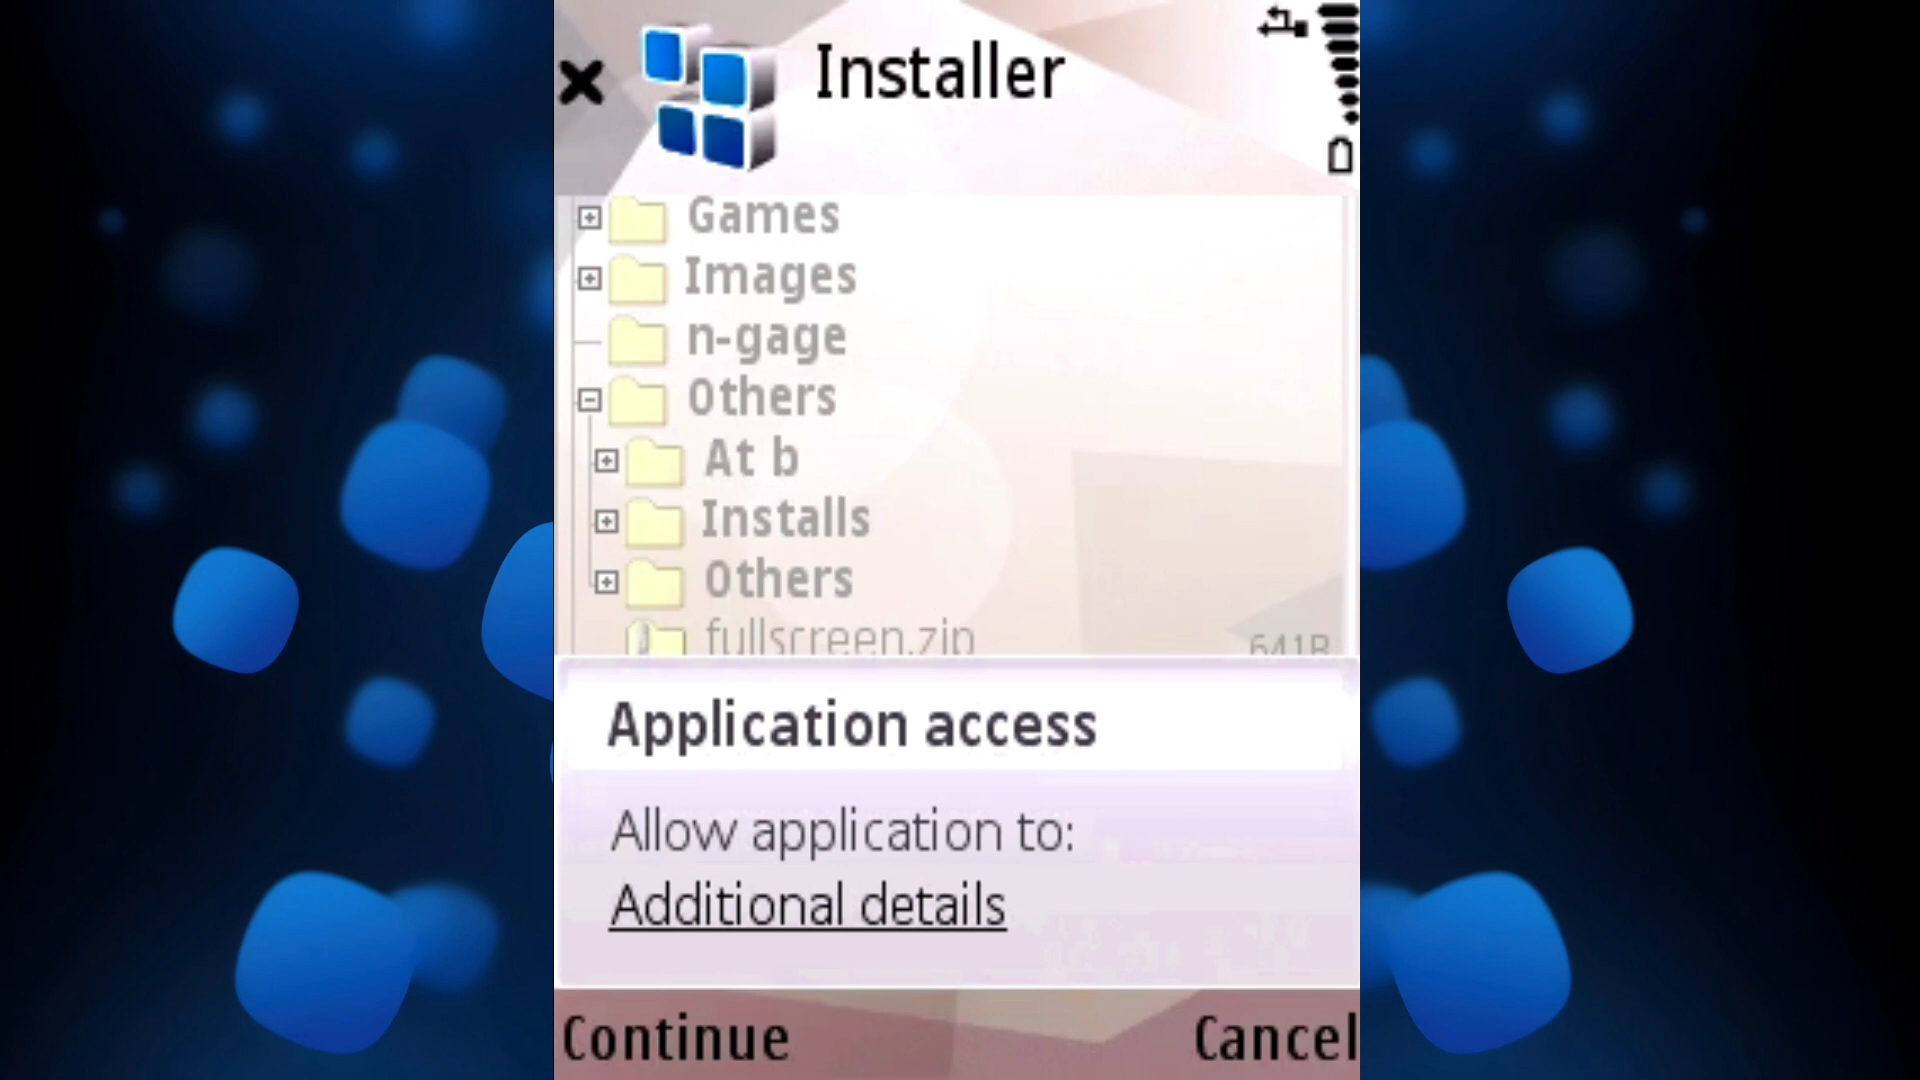 Installer
Games
Images
n-gage
Others
At b
Installs
Others
fullscreen.zip 641B
Application access
Allow application to:
Additional details
Continue Cancel